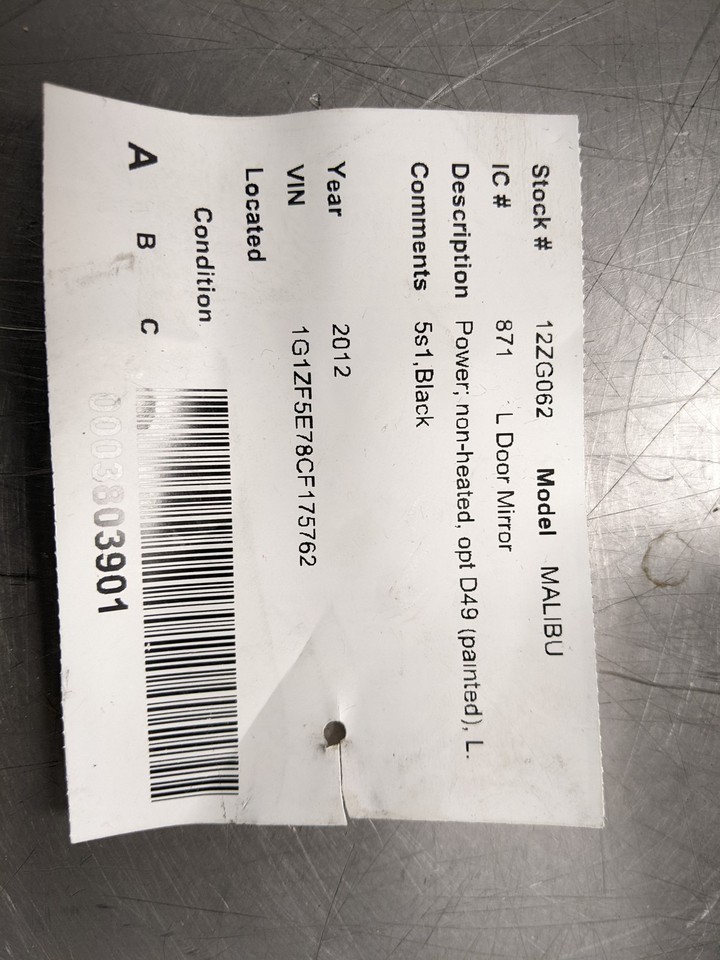 Stock # 12ZG062 Model MALIBU
IC # 871 L Door Mirror
Description Power; non-heated, opt D49 (painted), L.
Comments 5s1,Black
Year 2012
VIN 1G1ZF5E78CF175762
Located
Condition
A B C
0003803901